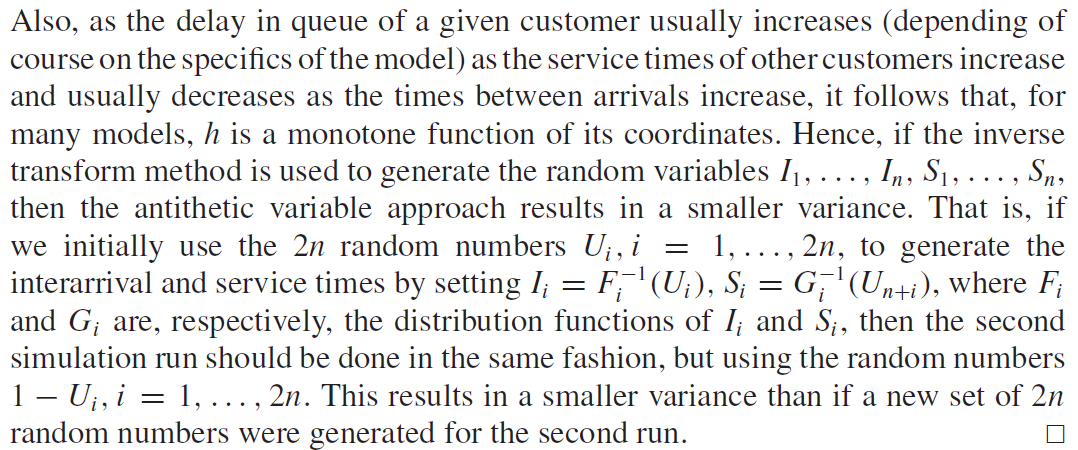 Also, as the delay in queue of a given customer usually increases (depending of
course on the specifics of the model) as the service times of other customers increase
and usually decreases as the times between arrivals increase, it follows that, for
many models, h is a monotone function of its coordinates. Hence, if the inverse
transform method is used to generate the random variables I₁, . . . , Iₙ, S₁, . . . , Sₙ,
then the antithetic variable approach results in a smaller variance. That is, if
we initially use the 2n random numbers Uᵢ, i = 1, . . . , 2n, to generate the
interarrival and service times by setting Iᵢ = Fᵢ⁻¹(Uᵢ), Sᵢ = Gᵢ⁻¹(Uₙ₊ᵢ), where Fᵢ
and Gᵢ are, respectively, the distribution functions of Iᵢ and Sᵢ, then the second
simulation run should be done in the same fashion, but using the random numbers
1 − Uᵢ, i = 1, . . . , 2n. This results in a smaller variance than if a new set of 2n
random numbers were generated for the second run. □